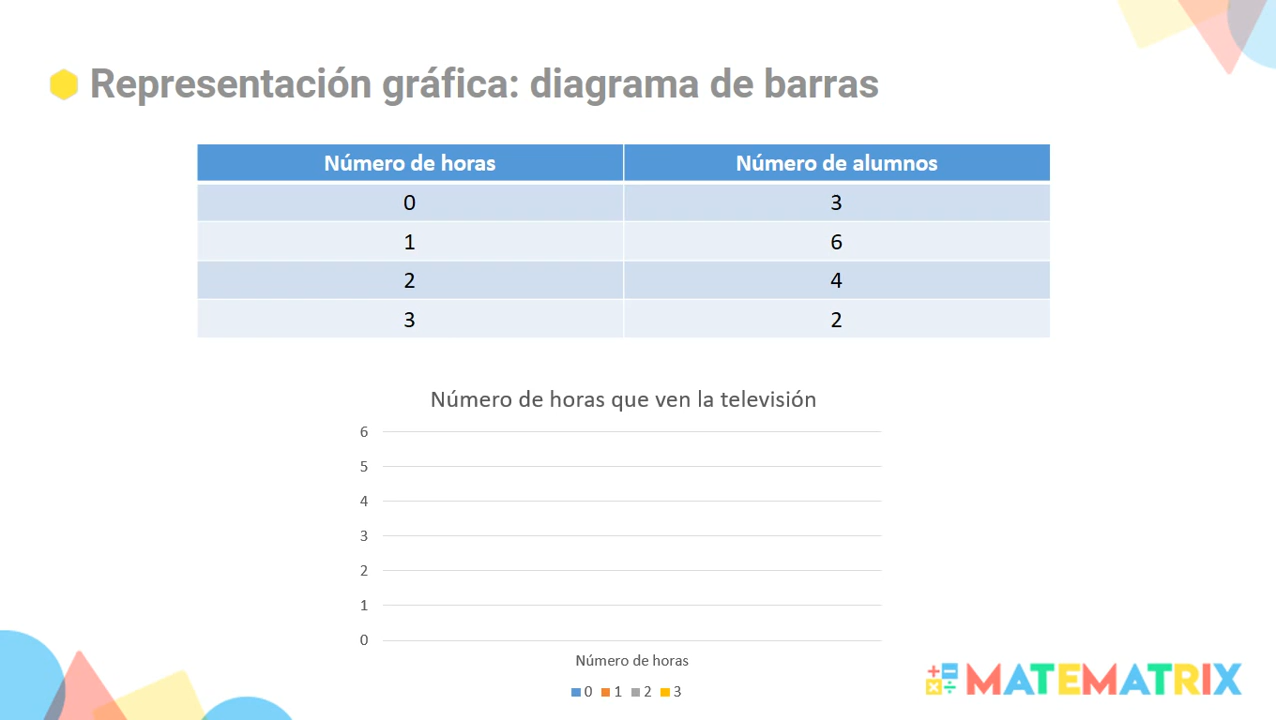 Representación gráfica: diagrama de barras
Número de horas Número de alumnos
0 3
1 6
2 4
3 2
Número de horas que ven la televisión
6
5
4
3
2
1
0
Número de horas
0 1 2 3
MATEMATRIX